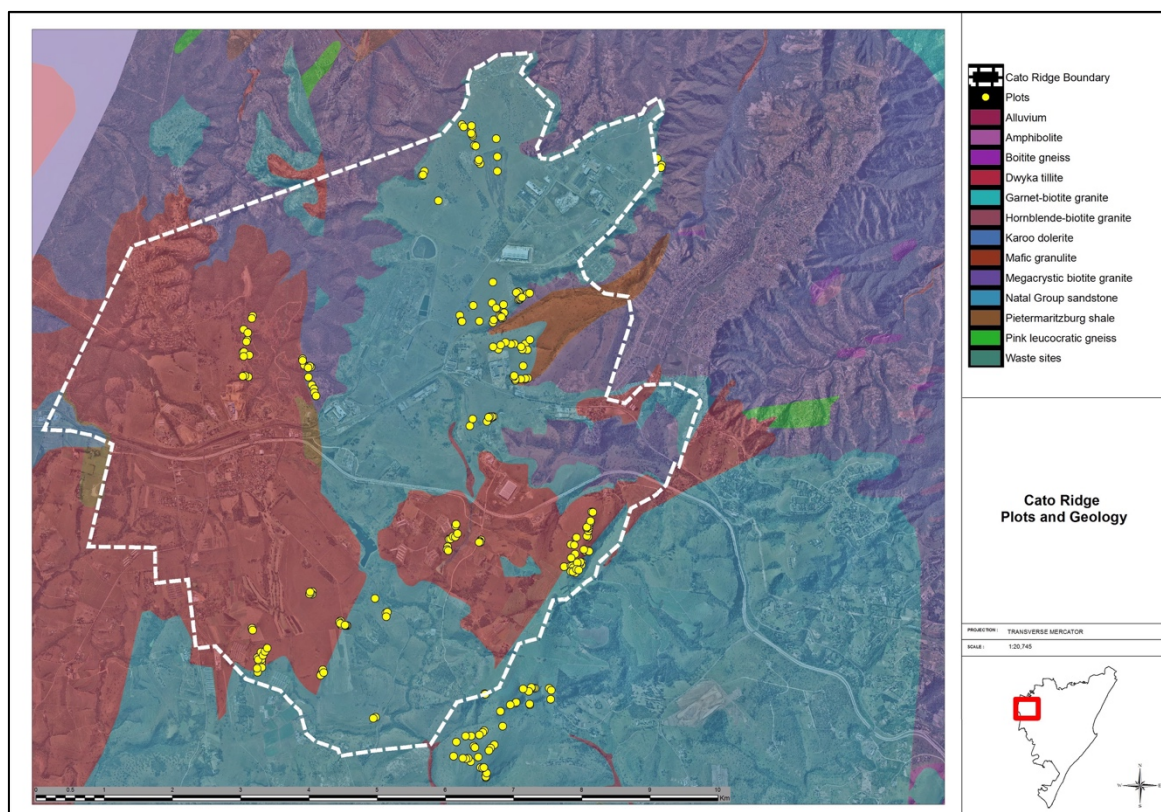 Cato Ridge Boundary
Plots
Alluvium
Amphibolite
Boitite gneiss
Dwyka tillite
Garnet-biotite granite
Hornblende-biotite granite
Karoo dolerite
Mafic granulite
Megacrystic biotite granite
Natal Group sandstone
Pietermaritzburg shale
Pink leucocratic gneiss
Waste sites
Cato Ridge
Plots and Geology
PROJECTION : TRANSVERSE MERCATOR
SCALE : 1:20,745
N
W E
S
0 0.5 1 2 3 4 5 6 7 8 9 10
Km